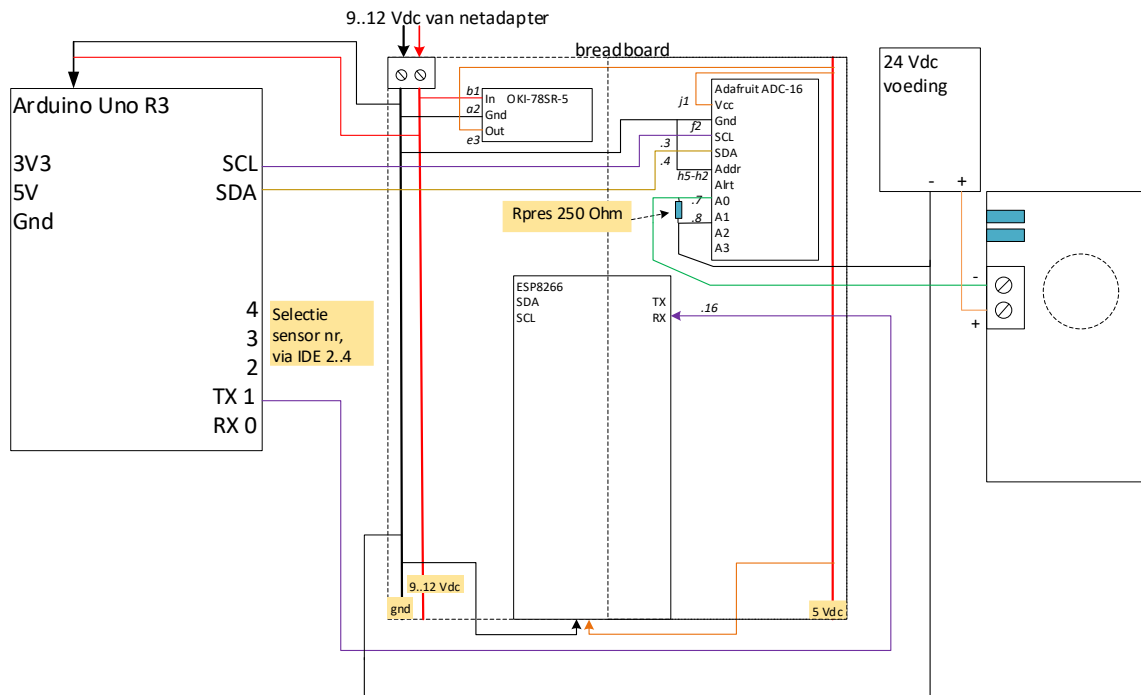 9..12 Vdc van netadapter
breadboard
24 Vdc
voeding
- +
Arduino Uno R3
3V3
5V
Gnd
SCL
SDA
4
3
2
TX 1
RX 0
Selectie
sensor nr,
via IDE 2..4
b1
a2
e3
In
OKI-78SR-5
Gnd
Out
Adafruit ADC-16
j1
Vcc
Gnd
f2
SCL
.3
SDA
.4
Addr
h5-h2
Alrt
.7
A0
.8
A1
A2
A3
Rpres 250 Ohm
ESP8266
SDA
SCL
TX
RX
.16
-
+
9..12 Vdc
gnd
5 Vdc